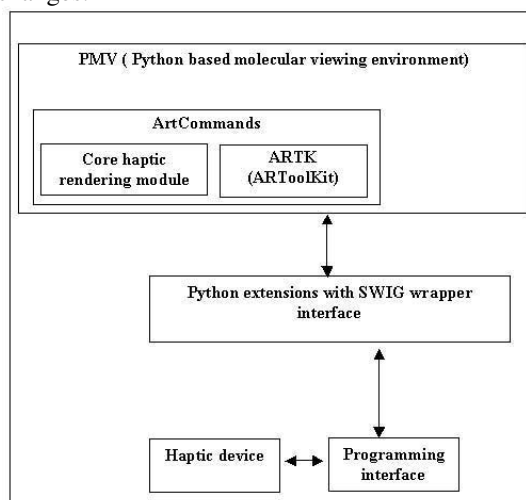 PMV ( Python based molecular viewing environment)
ArtCommands
Core haptic
rendering module
ARTK
(ARToolKit)
Python extensions with SWIG wrapper
interface
Haptic device
Programming
interface